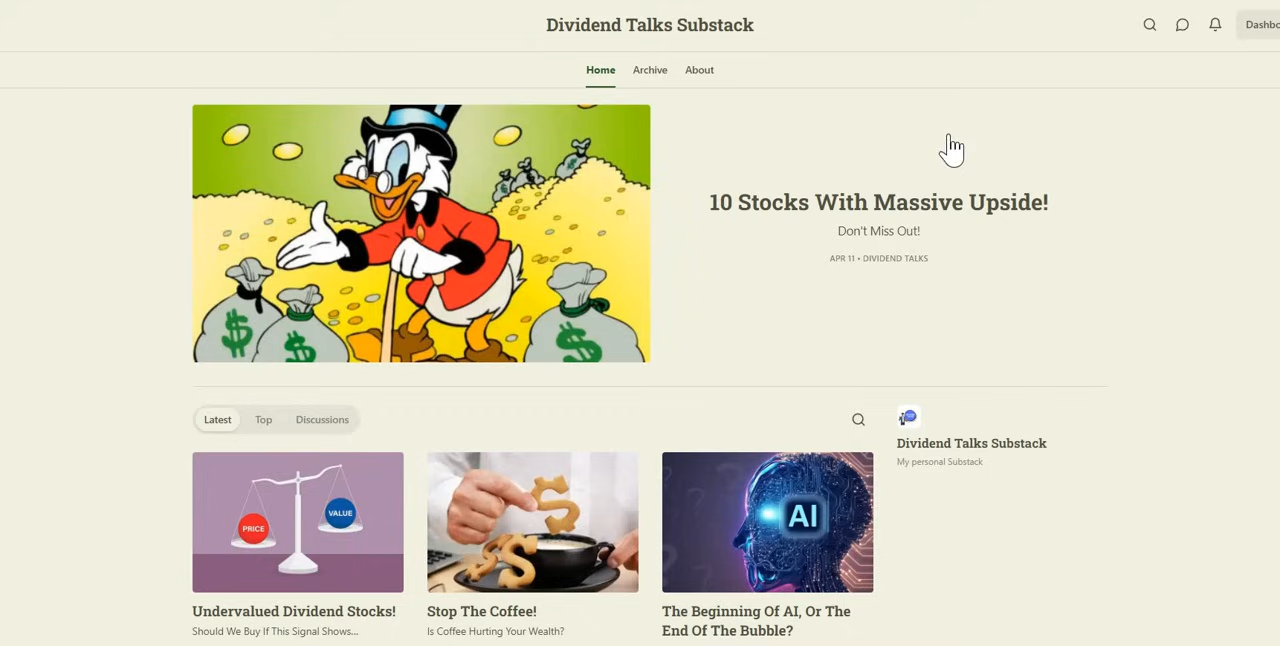 Dividend Talks Substack
Home
Archive
About
10 Stocks With Massive Upside!
Don't Miss Out!
APR 11 • DIVIDEND TALKS
$
$
$
Latest
Top
Discussions
Dividend Talks Substack
My personal Substack
PRICE
VALUE
AI
Undervalued Dividend Stocks!
Should We Buy If This Signal Shows...
Stop The Coffee!
Is Coffee Hurting Your Wealth?
The Beginning Of AI, Or The
End Of The Bubble?